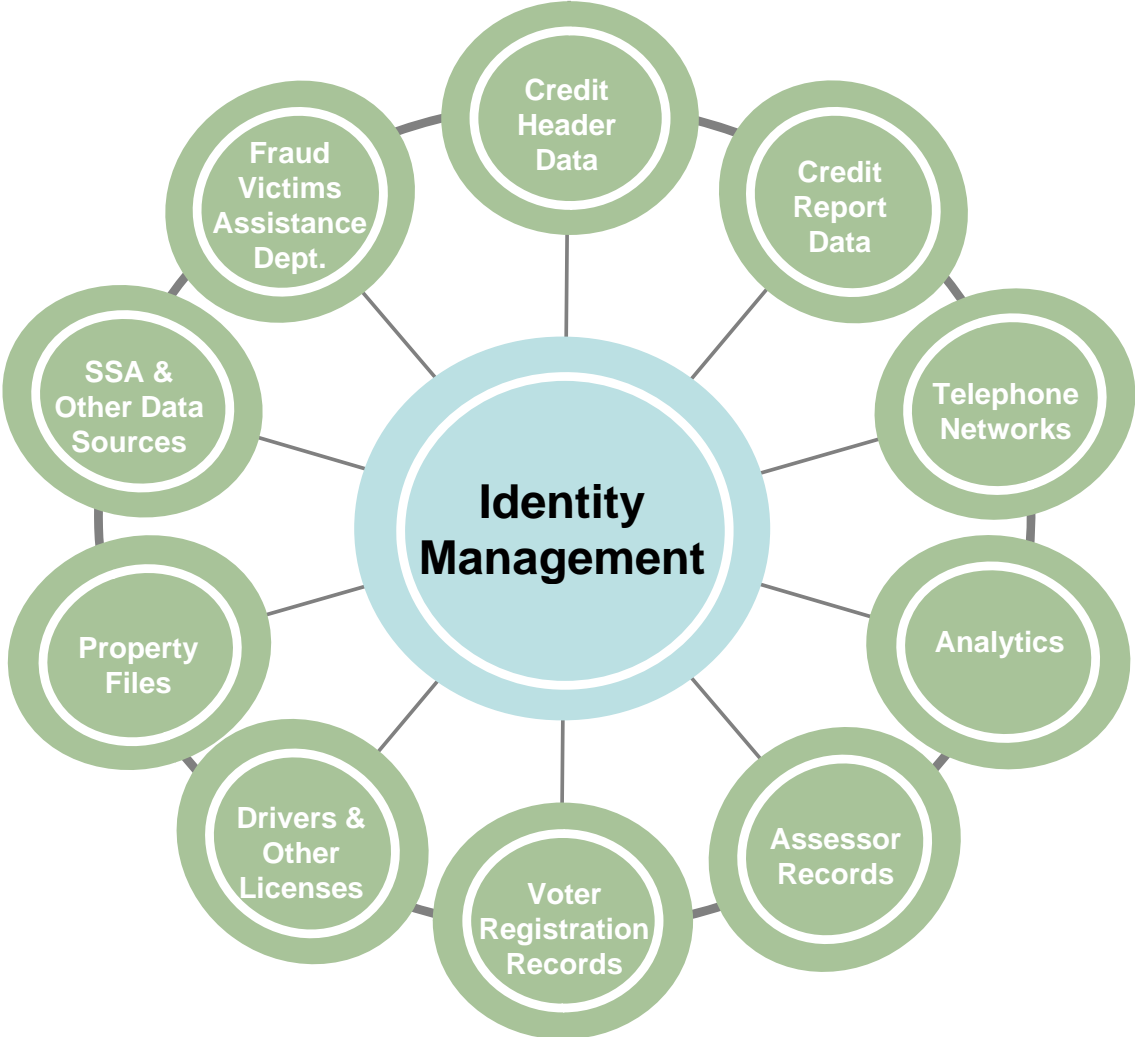 Credit
Header
Data
Credit
Report
Data
Telephone
Networks
Analytics
Assessor
Records
Voter
Registration
Records
Drivers &
Other
Licenses
Property
Files
SSA &
Other Data
Sources
Fraud
Victims
Assistance
Dept.
Identity
Management